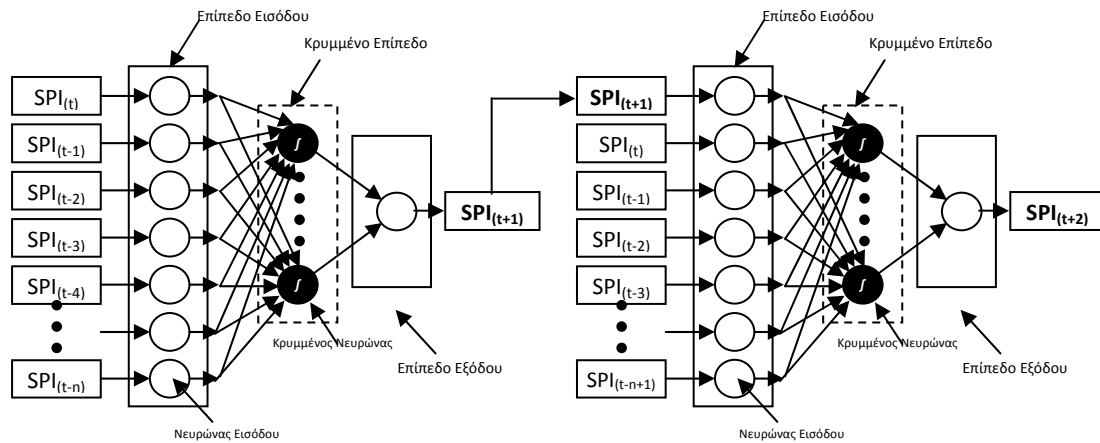 Επίπεδο Εισόδου
Κρυμμένο Επίπεδο
SPI(t)
SPI(t-1)
SPI(t-2)
SPI(t-3)
SPI(t-4)
SPI(t-n)
∫
∫
SPI(t+1)
Κρυμμένος Νευρώνας
Επίπεδο Εξόδου
Νευρώνας Εισόδου
Επίπεδο Εισόδου
Κρυμένο Επίπεδο
SPI(t+1)
SPI(t)
SPI(t-1)
SPI(t-2)
SPI(t-3)
SPI(t-n+1)
∫
∫
SPI(t+2)
Κρυμμένος Νευρώνας
Επίπεδο Εξόδου
Νευρώνας Εισόδου